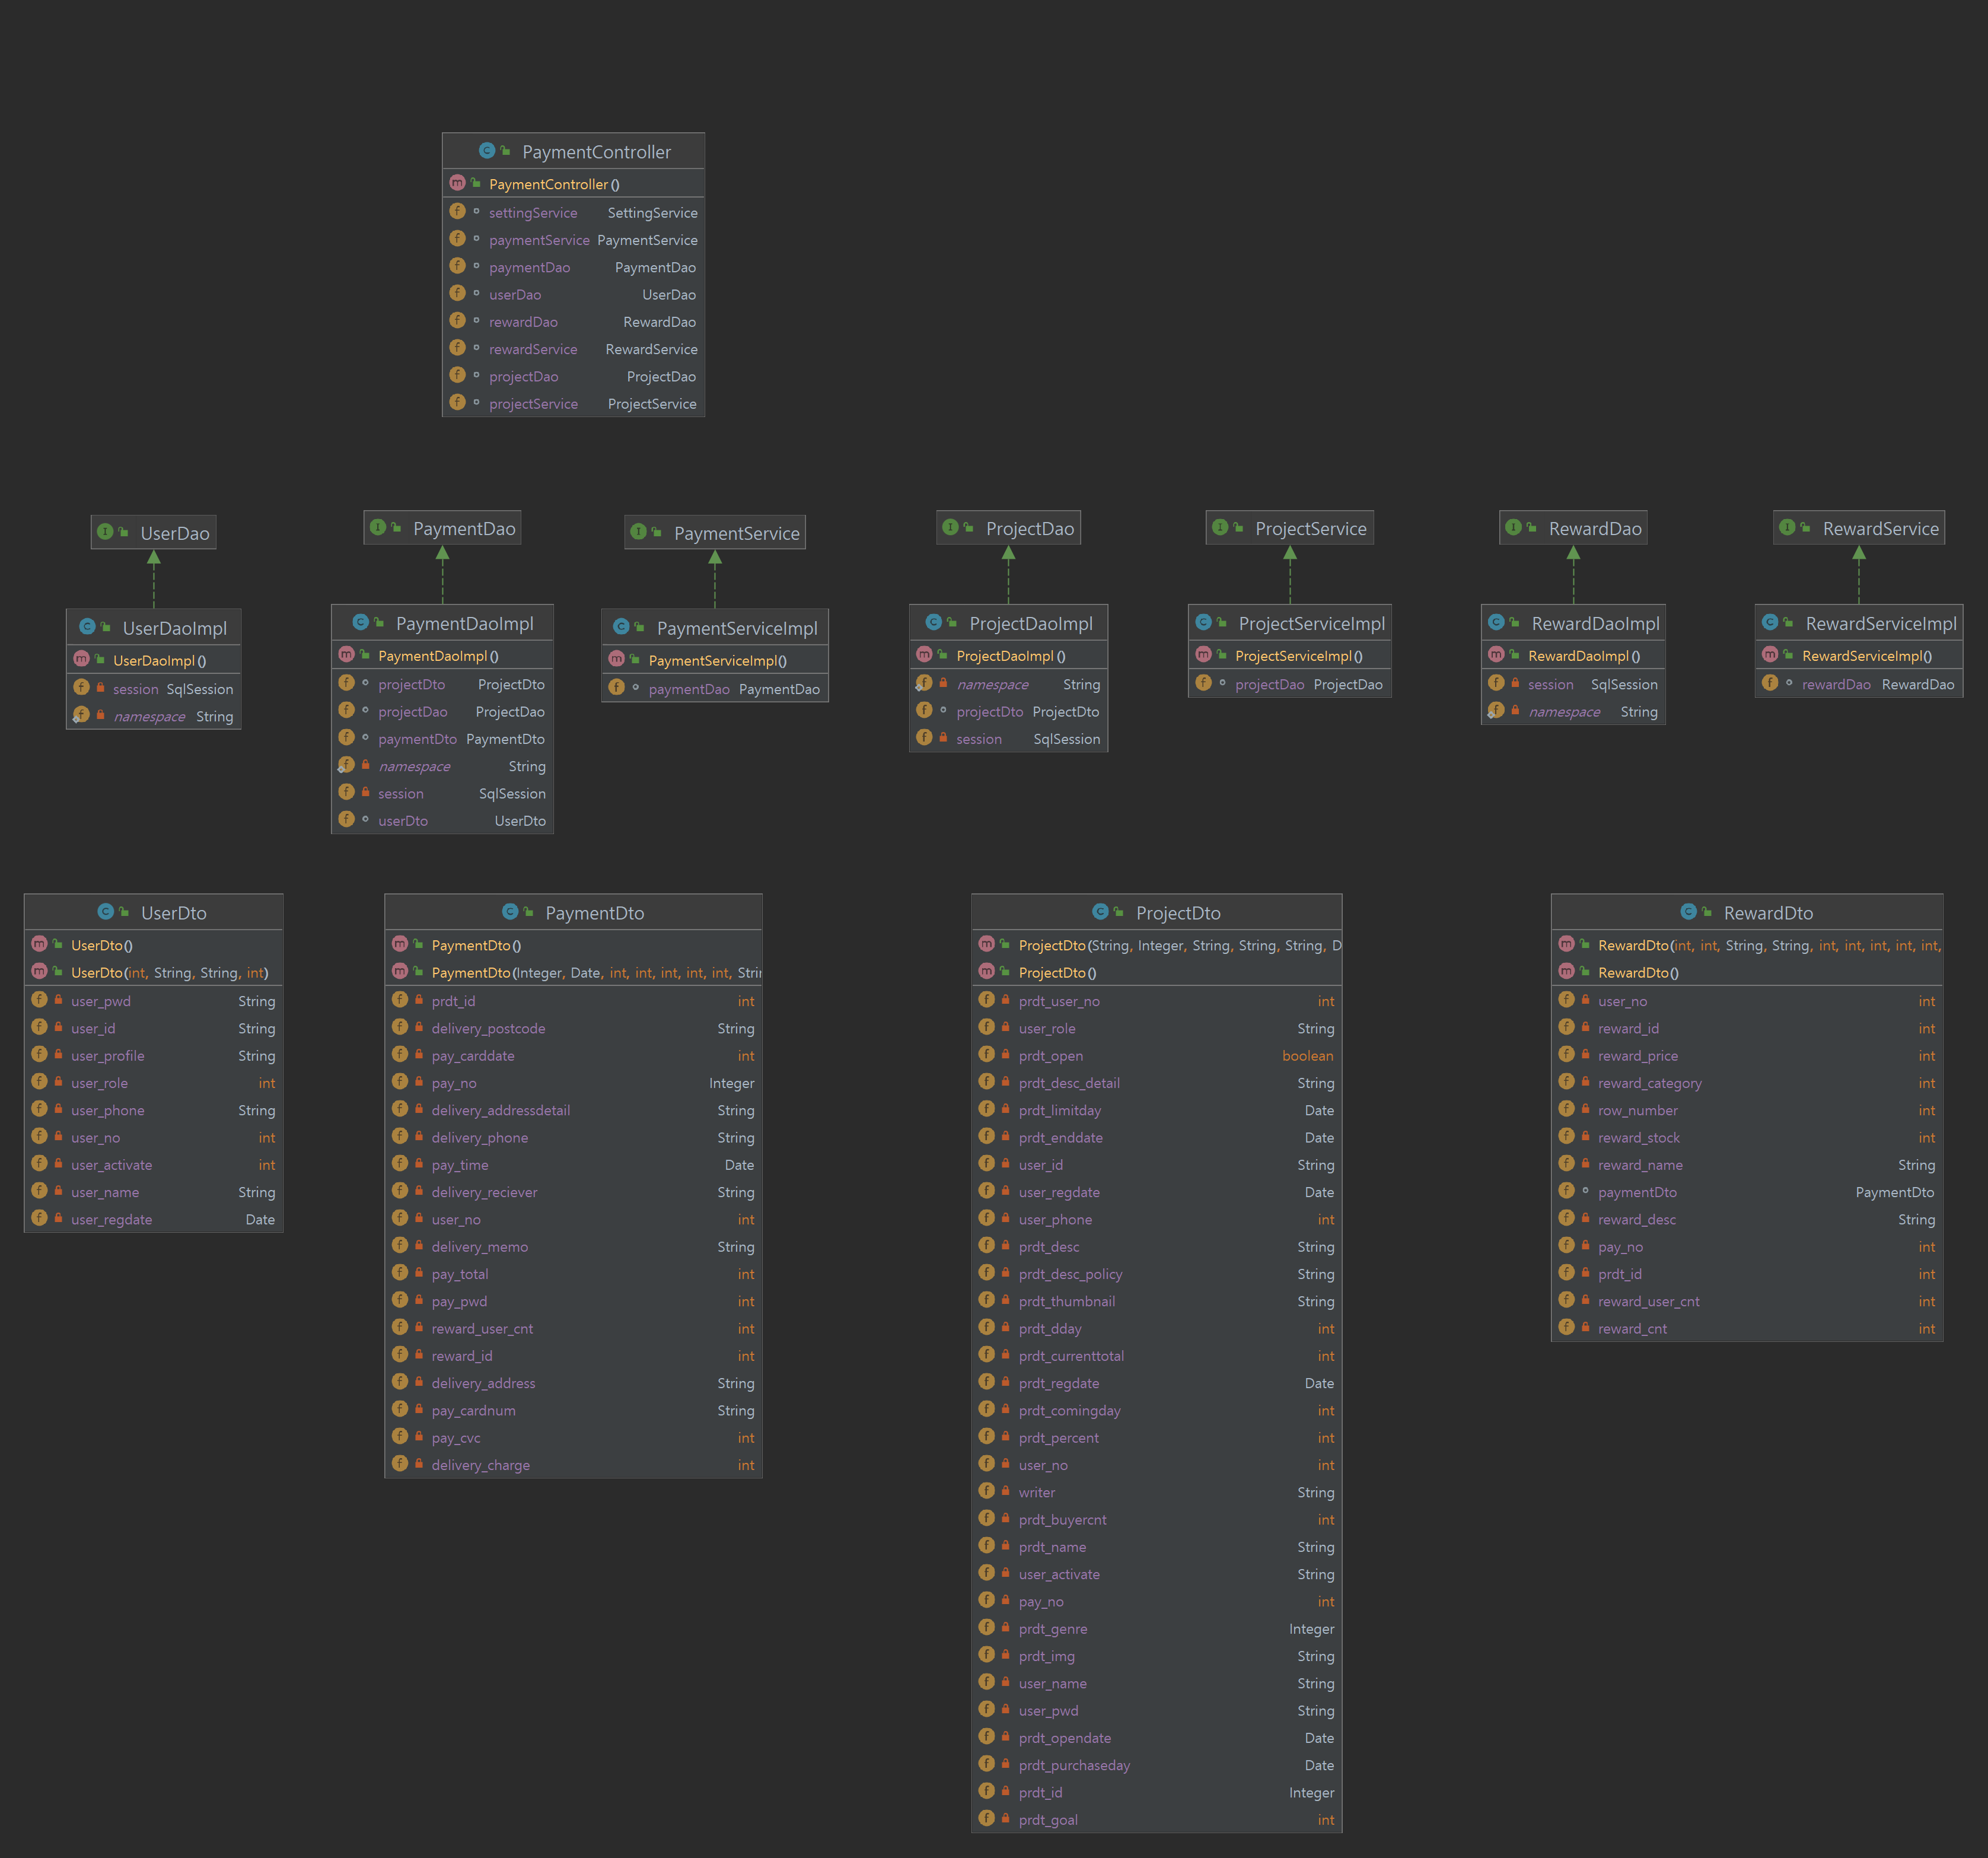 PaymentController
PaymentController()
settingService SettingService
paymentService PaymentService
paymentDao PaymentDao
userDao UserDao
rewardDao RewardDao
rewardService RewardService
projectDao ProjectDao
projectService ProjectService
UserDao
PaymentDao
PaymentService
ProjectDao
ProjectService
RewardDao
RewardService
UserDaoImpl
UserDaoImpl()
session SqlSession
namespace String
PaymentDaoImpl
PaymentDaoImpl()
projectDto ProjectDto
projectDao ProjectDao
paymentDto PaymentDto
namespace String
session SqlSession
userDto UserDto
PaymentServiceImpl
PaymentServiceImpl()
paymentDao PaymentDao
ProjectDaoImpl
ProjectDaoImpl()
namespace String
projectDto ProjectDto
session SqlSession
ProjectServiceImpl
ProjectServiceImpl()
projectDao ProjectDao
RewardDaoImpl
RewardDaoImpl()
session SqlSession
namespace String
RewardServiceImpl
RewardServiceImpl()
rewardDao RewardDao
UserDto
UserDto()
UserDto(int, String, String, int)
user_pwd String
user_id String
user_profile String
user_role int
user_phone String
user_no int
user_activate int
user_name String
user_regdate Date
PaymentDto
PaymentDto()
PaymentDto(Integer, Date, int, int, int, int, int, Strin
prdt_id int
delivery_postcode String
pay_carddate int
pay_no Integer
delivery_addressdetail String
delivery_phone String
pay_time Date
delivery_reciever String
user_no int
delivery_memo String
pay_total int
pay_pwd int
reward_user_cnt int
reward_id int
delivery_address String
pay_cardnum String
pay_cvc int
delivery_charge int
ProjectDto
ProjectDto(String, Integer, String, String, String, D
ProjectDto()
prdt_user_no int
user_role String
prdt_open boolean
prdt_desc_detail String
prdt_limitday Date
prdt_enddate Date
user_id String
user_regdate Date
user_phone int
prdt_desc String
prdt_desc_policy String
prdt_thumbnail String
prdt_dday int
prdt_currenttotal int
prdt_regdate Date
prdt_comingday int
prdt_percent int
user_no int
writer String
prdt_buyercnt int
prdt_name String
user_activate String
pay_no int
prdt_genre Integer
prdt_img String
user_name String
user_pwd String
prdt_opendate Date
prdt_purchaseday Date
prdt_id Integer
prdt_goal int
RewardDto
RewardDto(int, int, String, String, int, int, int, int, int,
RewardDto()
user_no int
reward_id int
reward_price int
reward_category int
row_number int
reward_stock int
reward_name String
paymentDto PaymentDto
reward_desc String
pay_no int
prdt_id int
reward_user_cnt int
reward_cnt int